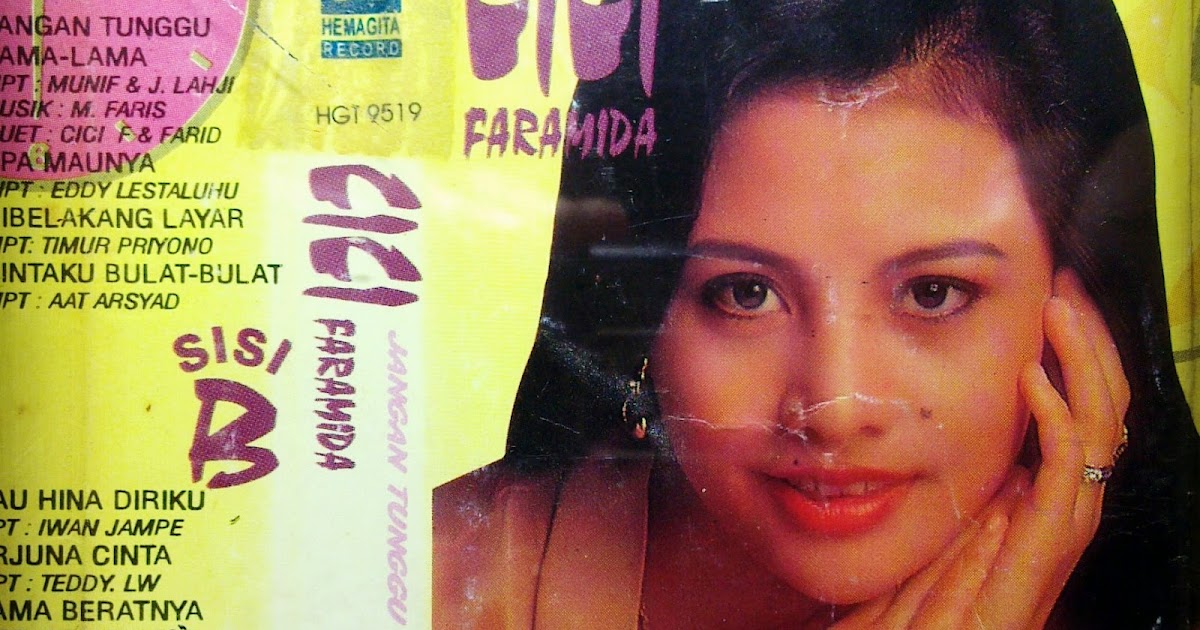 ANGAN TUNGGU
AMA-LAMA
IPT : MUNIF & J. LAHJI
USIK : M. FARIS
UET : CICI F & FARID
PA MAUNYA
IPT : EDDY LESTALUHU
IBELAKANG LAYAR
IPT: TIMUR PRIYONO
INTAKU BULAT-BULAT
IPT : AAT ARSYAD
SISI
B
AU HINA DIRIKU
PT : IWAN JAMPE
RJUNA CINTA
PT : TEDDY. LW
AMA BERATNYA
HEMAGITA
RECORD
HGT 9519
CICI FARAMIDA
JANGAN TUNGGU
CICI
FARAMIDA